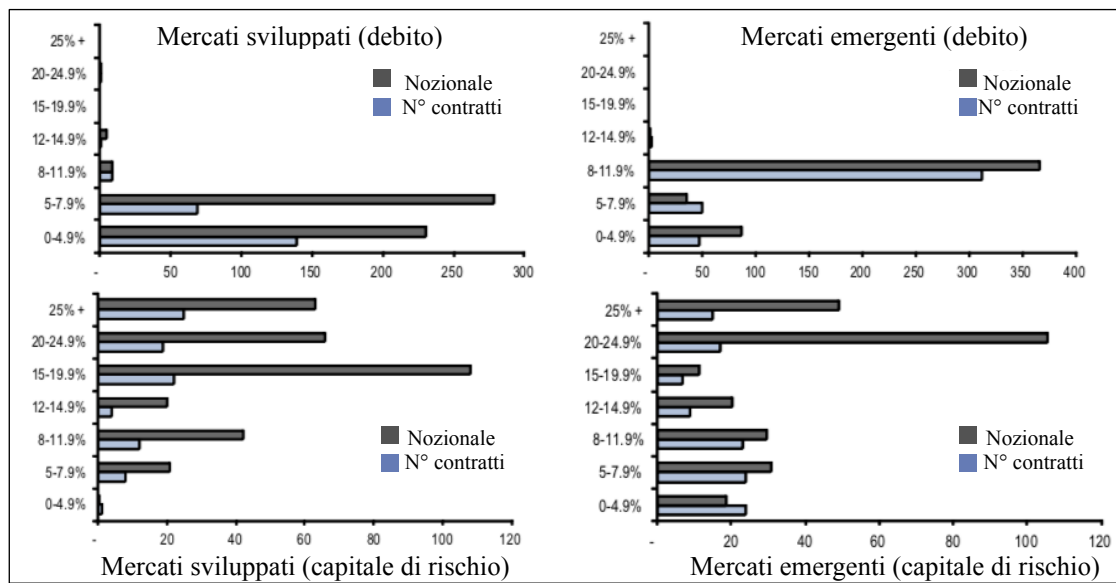 Mercati sviluppati (debito)
25% +
20-24.9%
15-19.9%
12-14.9%
8-11.9%
5-7.9%
0-4.9%
Nozionale
N° contratti
- 50 100 150 200 250 300
Mercati emergenti (debito)
25% +
20-24.9%
15-19.9%
12-14.9%
8-11.9%
5-7.9%
0-4.9%
Nozionale
N° contratti
- 50 100 150 200 250 300 350 400
25% +
20-24.9%
15-19.9%
12-14.9%
8-11.9%
5-7.9%
0-4.9%
Nozionale
N° contratti
- 20 40 60 80 100 120
Mercati sviluppati (capitale di rischio)
25% +
20-24.9%
15-19.9%
12-14.9%
8-11.9%
5-7.9%
0-4.9%
Nozionale
N° contratti
- 20 40 60 80 100 120
Mercati emergenti (capitale di rischio)